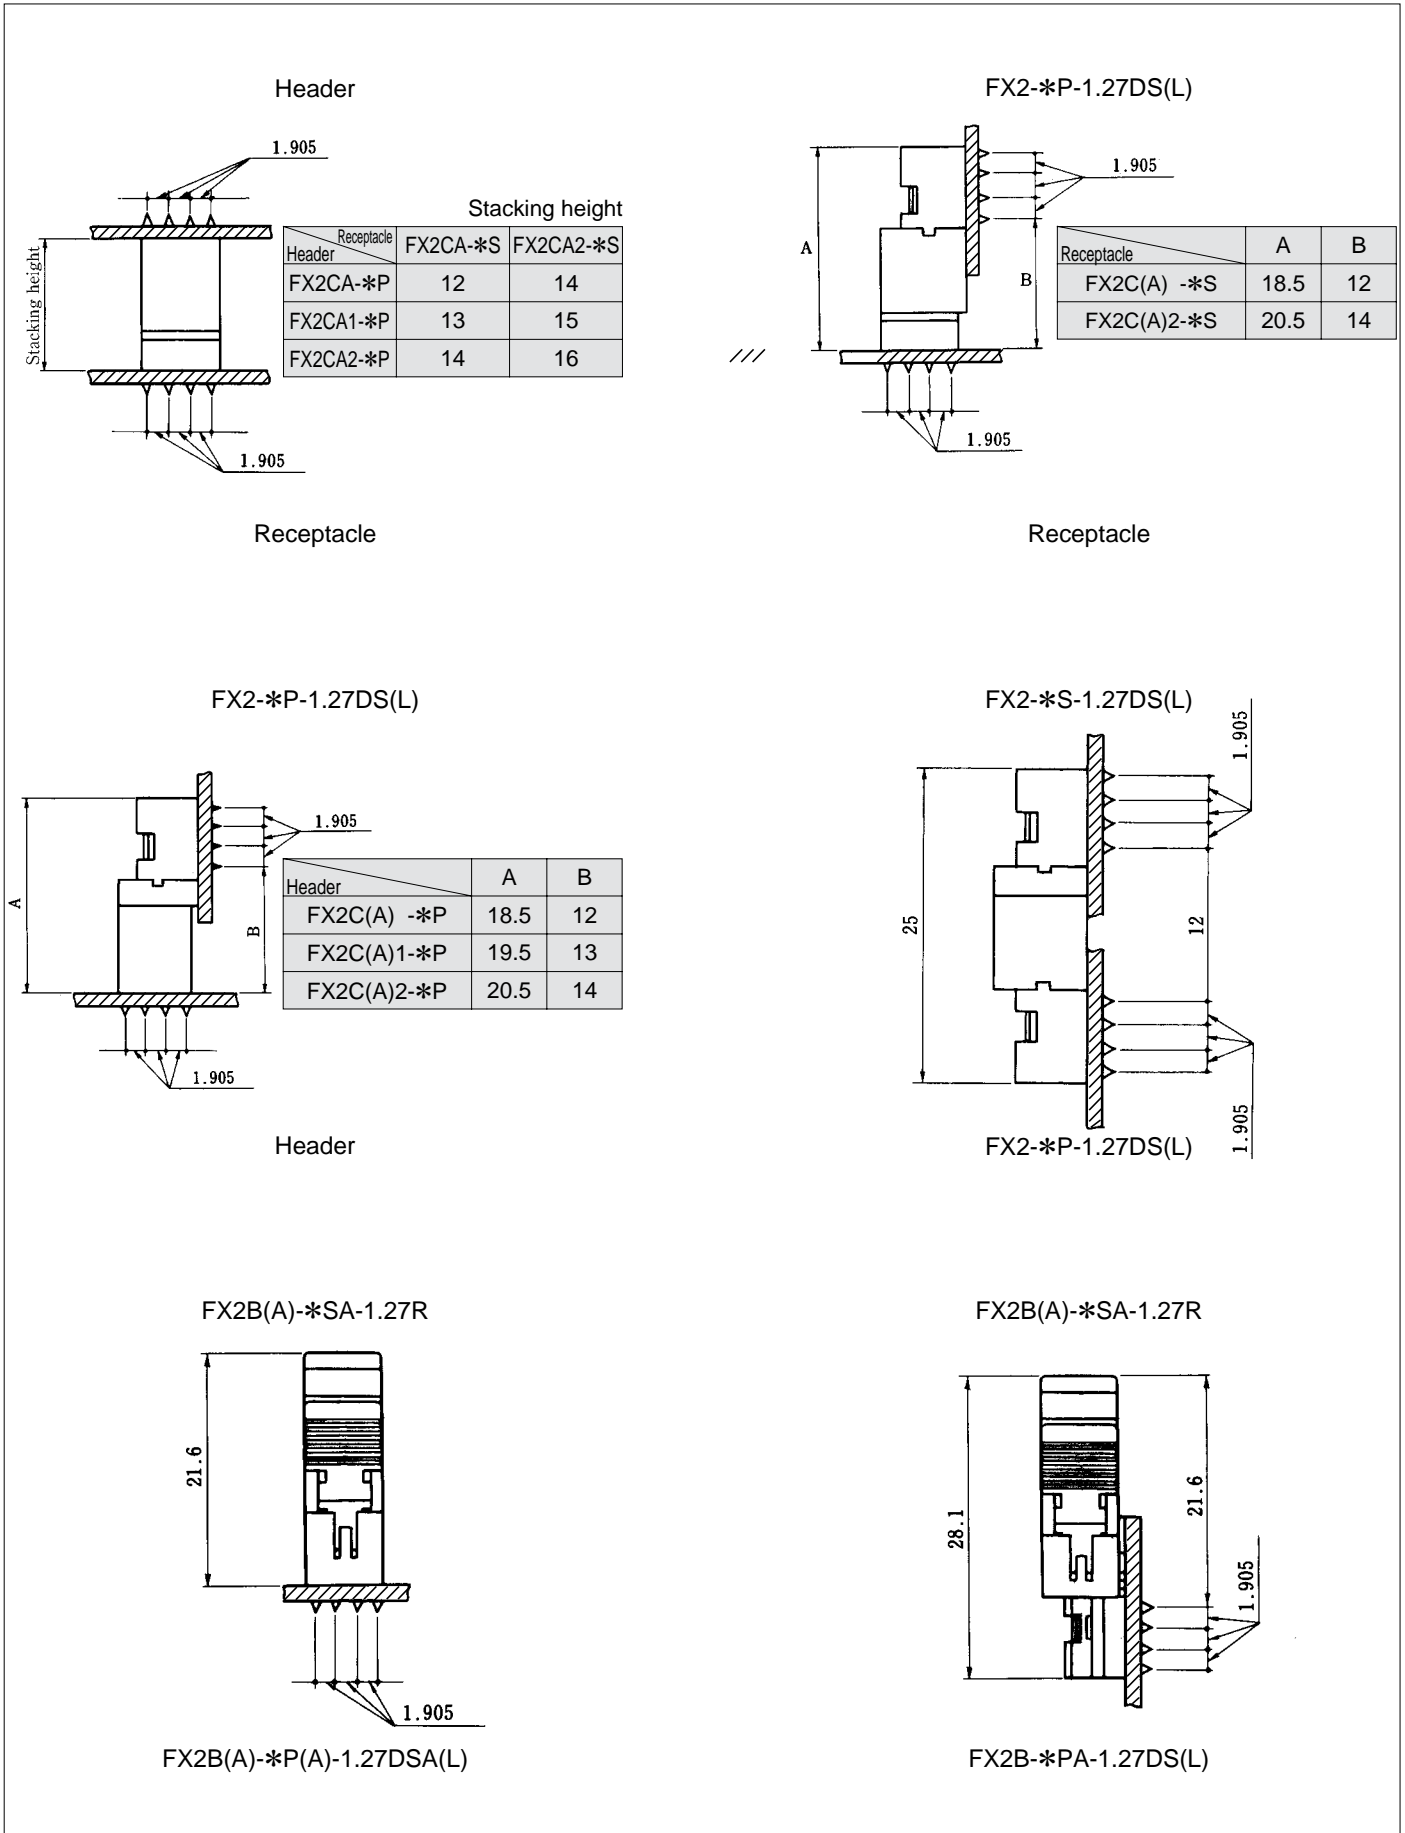 Header
1.905
Stacking height
Stacking height
Receptacle
Header
FX2CA-*S
FX2CA2-*S
FX2CA-*P 12 14
FX2CA1-*P 13 15
FX2CA2-*P 14 16
1.905
Receptacle
FX2-*P-1.27DS(L)
1.905
A
B
Receptacle A B
FX2C(A) -*S 18.5 12
FX2C(A)2-*S 20.5 14
1.905
Receptacle
FX2-*P-1.27DS(L)
1.905
A
B
Header A B
FX2C(A) -*P 18.5 12
FX2C(A)1-*P 19.5 13
FX2C(A)2-*P 20.5 14
1.905
Header
FX2-*S-1.27DS(L)
1.905
25
12
1.905
FX2-*P-1.27DS(L)
FX2B(A)-*SA-1.27R
21.6
1.905
FX2B(A)-*P(A)-1.27DSA(L)
FX2B(A)-*SA-1.27R
28.1
21.6
1.905
FX2B-*PA-1.27DS(L)